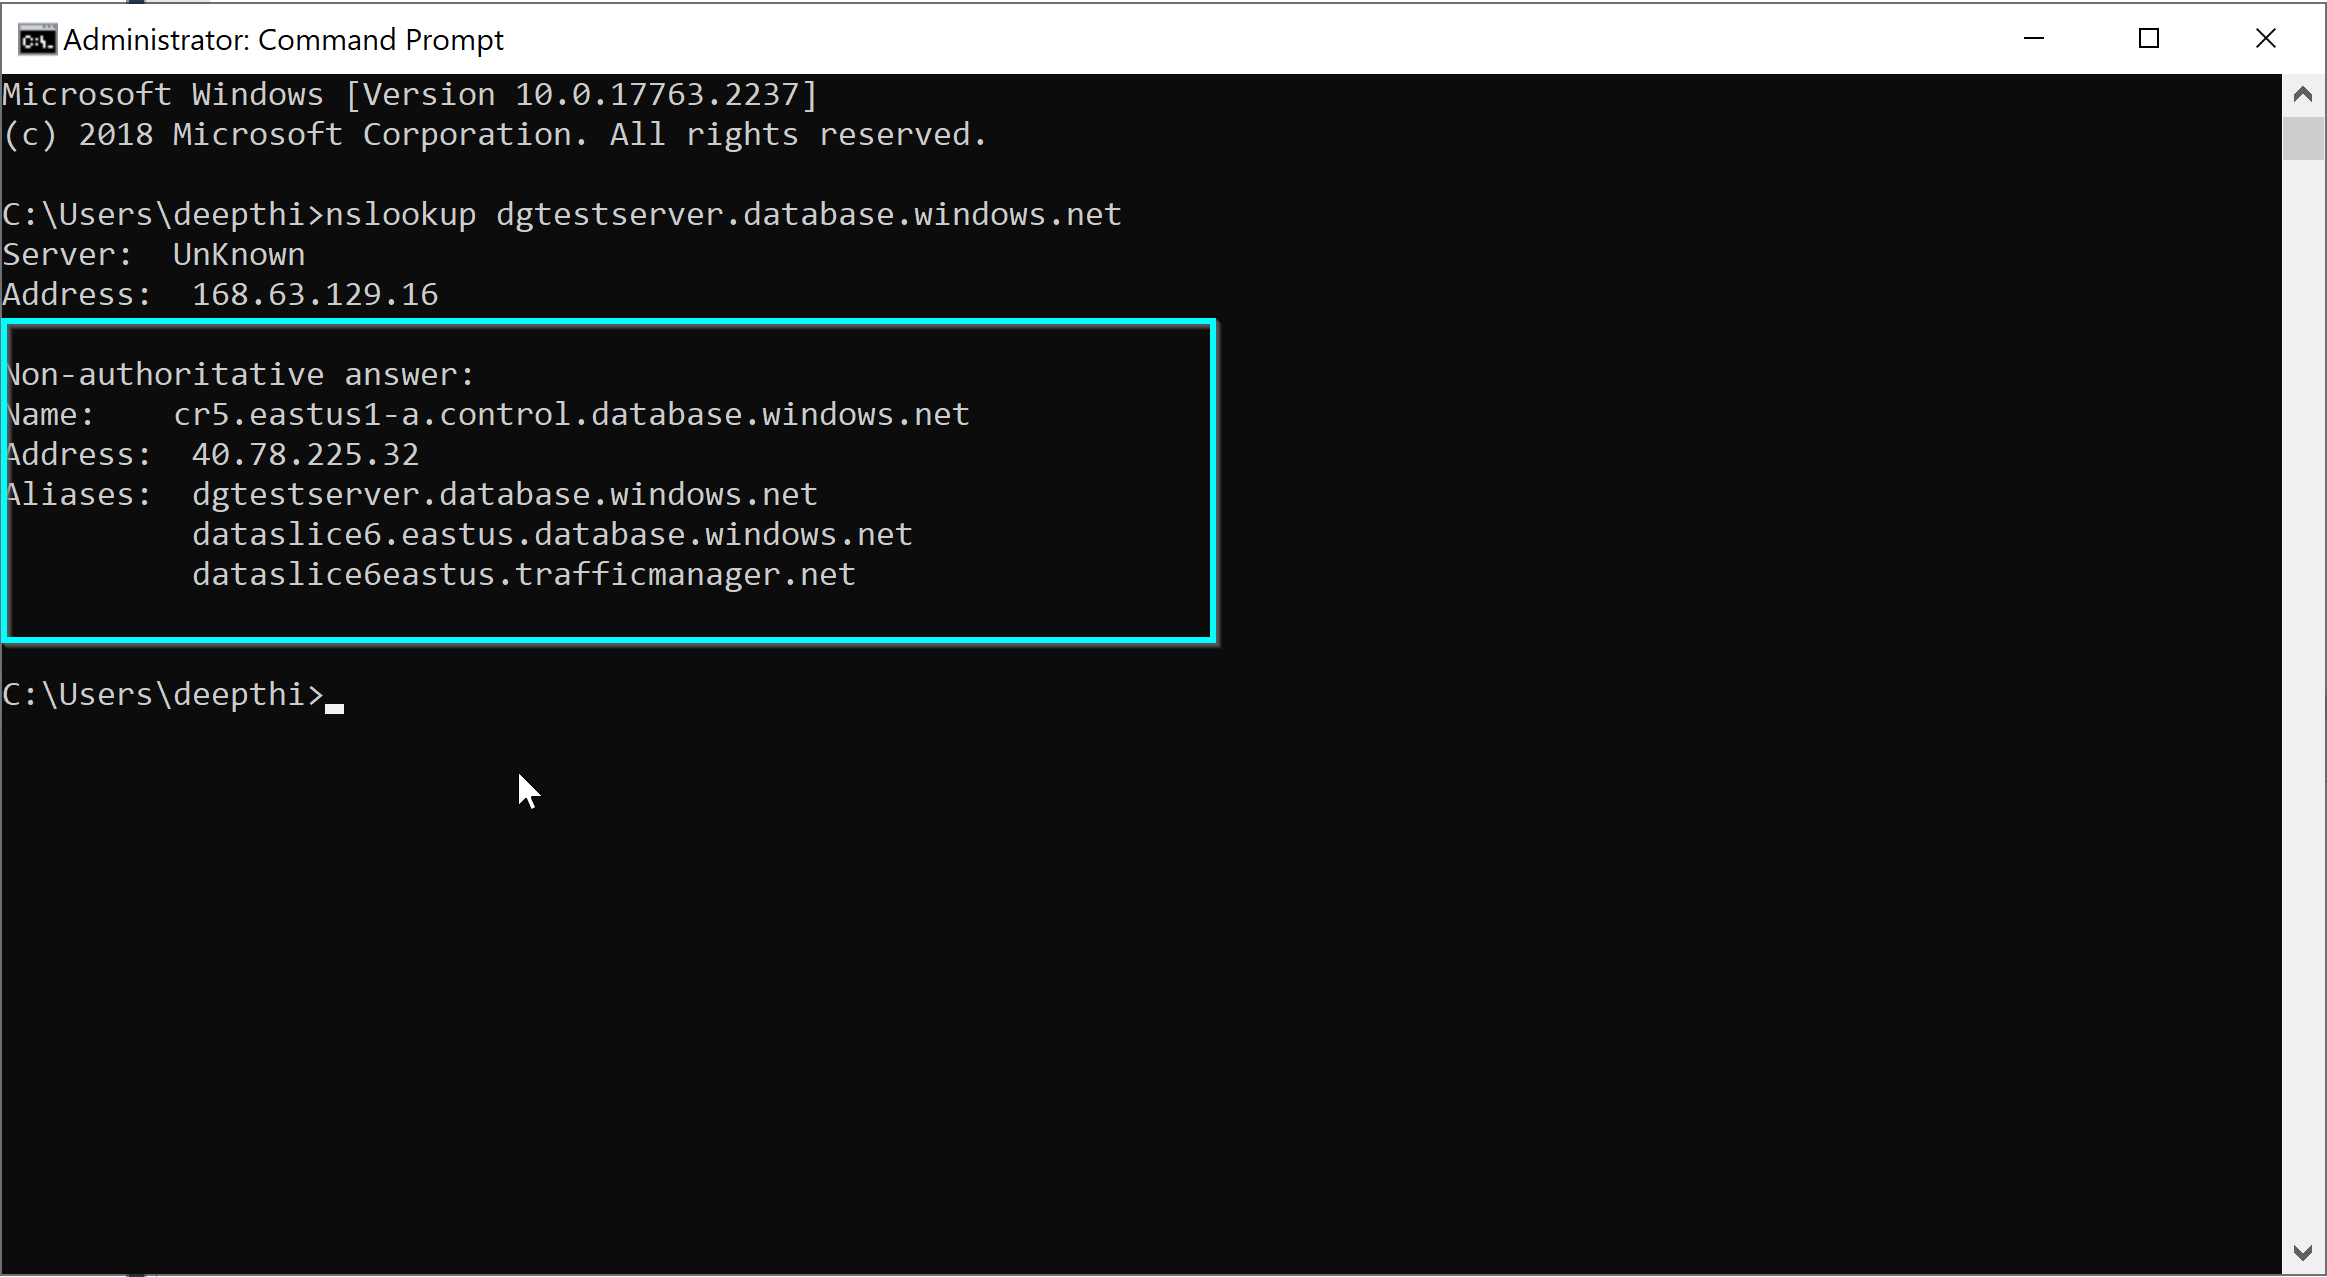 Administrator: Command Prompt
Microsoft Windows [Version 10.0.17763.2237]
(c) 2018 Microsoft Corporation. All rights reserved.
C:\Users\deepthi>nslookup dgtestserver.database.windows.net
Server:  UnKnown
Address:  168.63.129.16
Non-authoritative answer:
Name:    cr5.eastus1-a.control.database.windows.net
Address:  40.78.225.32
Aliases:  dgtestserver.database.windows.net
dataslice6.eastus.database.windows.net
dataslice6eastus.trafficmanager.net
C:\Users\deepthi>